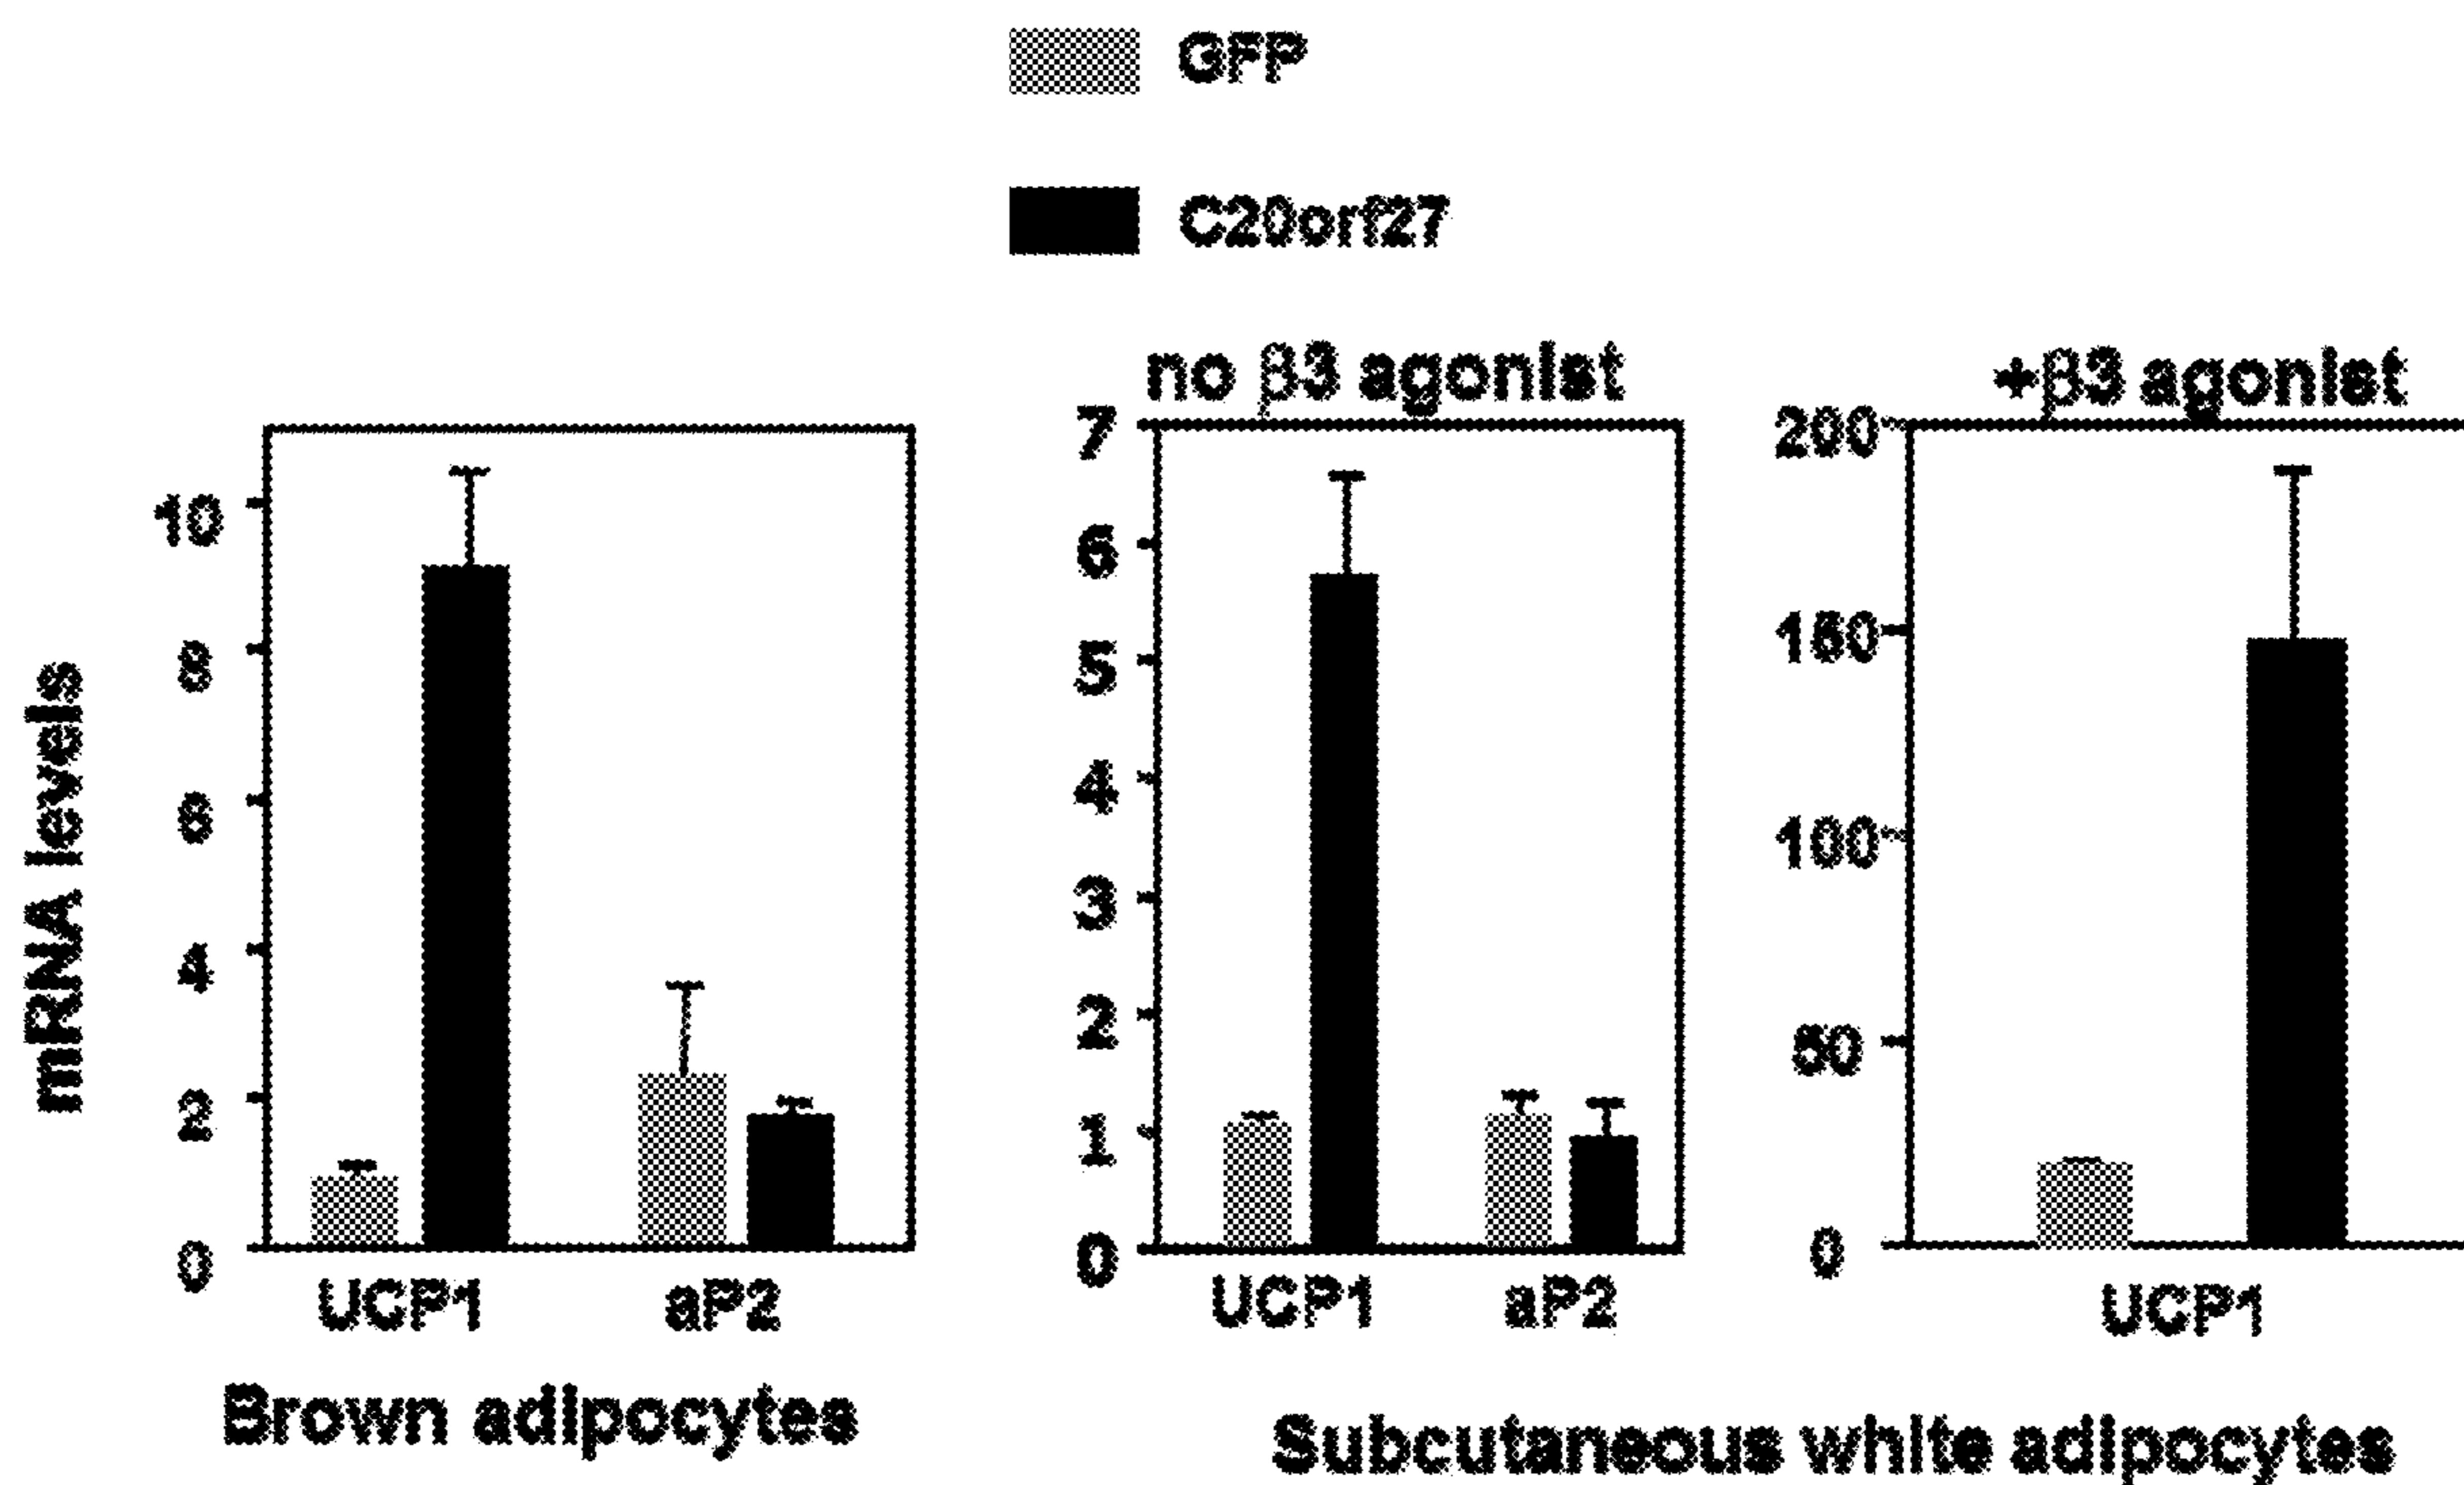 GFP
C20orf27
mRNA levels
10
8
6
4
2
0
UCP1 aP2
Brown adipocytes
no β3 agonist
7
6
5
4
3
2
1
0
UCP1 aP2
+β3 agonist
200
150
100
50
0
UCP1
Subcutaneous white adipocytes